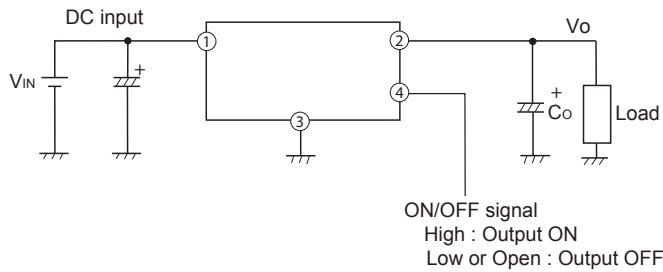 DC input
Vo
1
2
VIN
+
4
+
Co
Load
3
ON/OFF signal
High : Output ON
Low or Open : Output OFF